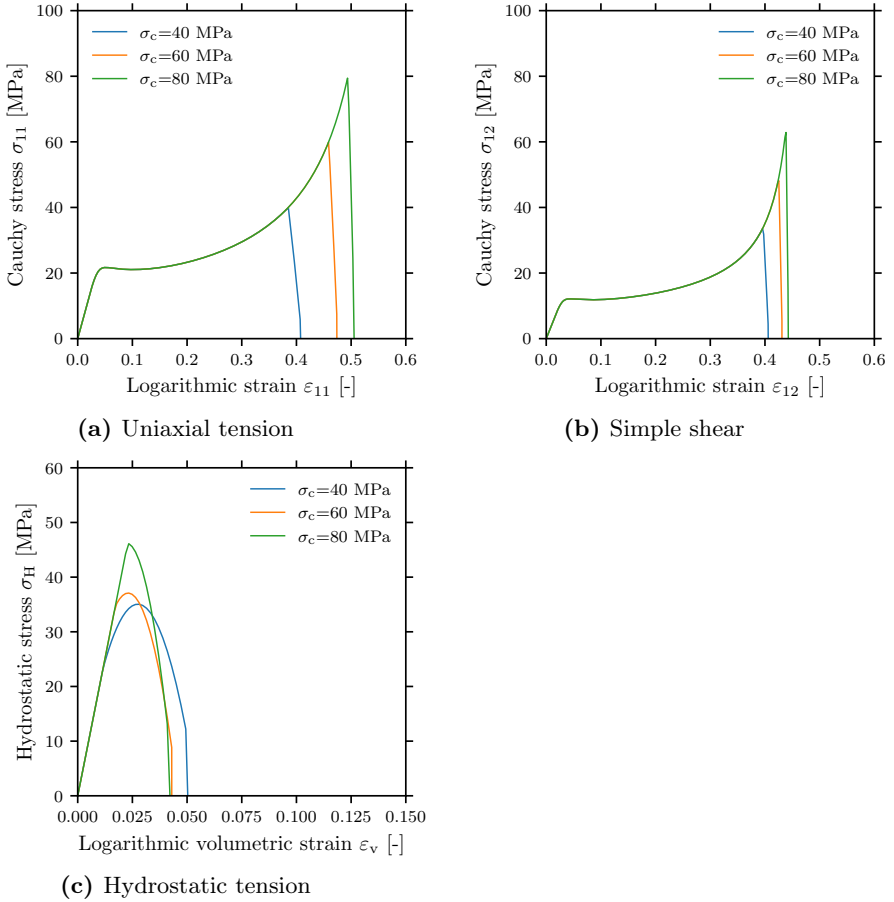 100
80
60
40
20
0
Cauchy stress σ₁₁ [MPa]
σc=40 MPa
σc=60 MPa
σc=80 MPa
0.0 0.1 0.2 0.3 0.4 0.5 0.6
Logarithmic strain ε₁₁ [-]
(a) Uniaxial tension
100
80
60
40
20
0
Cauchy stress σ₁₂ [MPa]
σc=40 MPa
σc=60 MPa
σc=80 MPa
0.0 0.1 0.2 0.3 0.4 0.5 0.6
Logarithmic strain ε₁₂ [-]
(b) Simple shear
60
50
40
30
20
10
0
Hydrostatic stress σH [MPa]
σc=40 MPa
σc=60 MPa
σc=80 MPa
0.000 0.025 0.050 0.075 0.100 0.125 0.150
Logarithmic volumetric strain εv [-]
(c) Hydrostatic tension